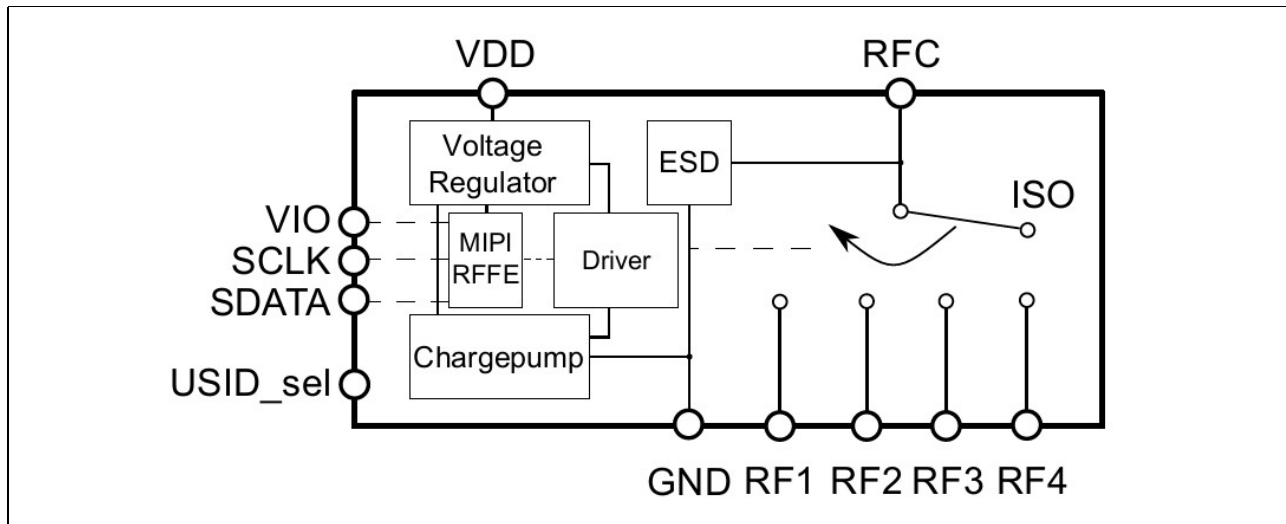 VDD
RFC
Voltage
Regulator
ESD
ISO
VIO
MIPI
RFFE
SCLK
Driver
SDATA
Chargepump
USID_sel
GND
RF1
RF2
RF3
RF4